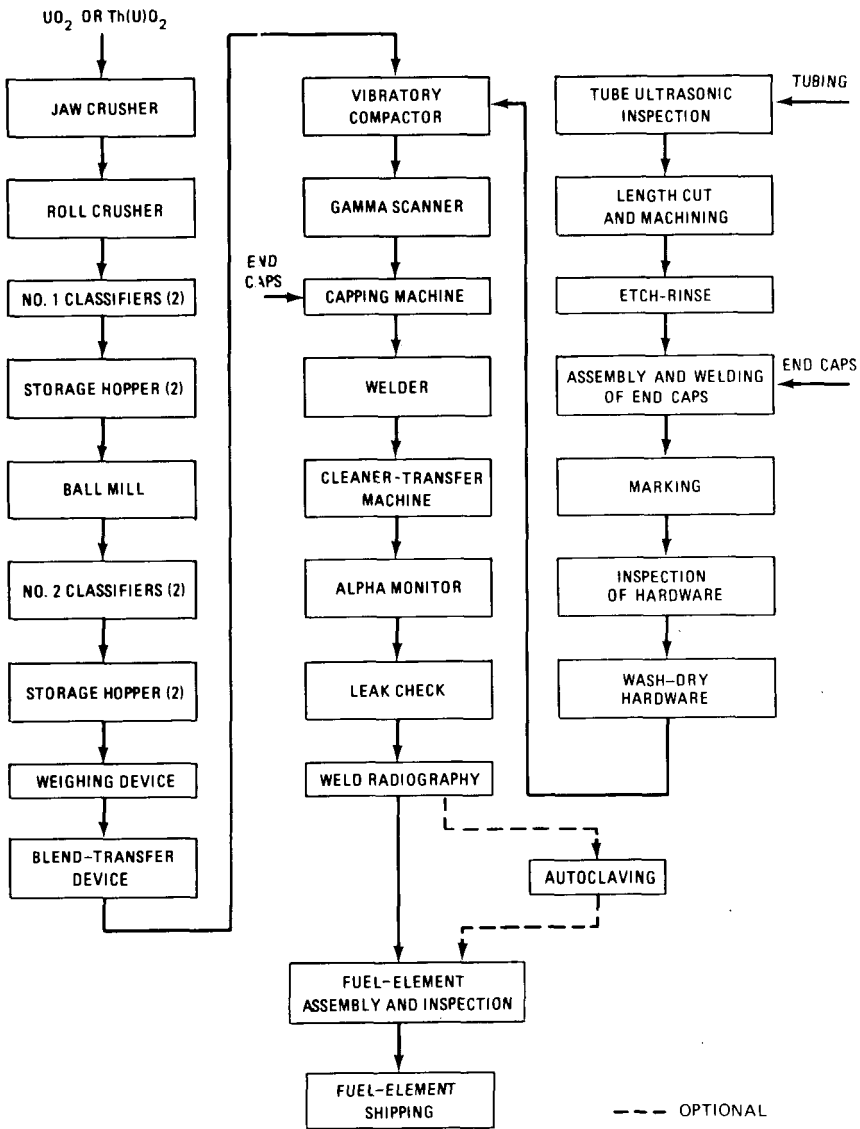 UO₂ OR Th(U)O₂
JAW CRUSHER
ROLL CRUSHER
NO. 1 CLASSIFIERS (2)
STORAGE HOPPER (2)
BALL MILL
NO. 2 CLASSIFIERS (2)
STORAGE HOPPER (2)
WEIGHING DEVICE
BLEND-TRANSFER
DEVICE
VIBRATORY
COMPACTOR
GAMMA SCANNER
END
CAPS
CAPPING MACHINE
WELDER
CLEANER-TRANSFER
MACHINE
ALPHA MONITOR
LEAK CHECK
WELD RADIOGRAPHY
TUBING
TUBE ULTRASONIC
INSPECTION
LENGTH CUT
AND MACHINING
ETCH-RINSE
END CAPS
ASSEMBLY AND WELDING
OF END CAPS
MARKING
INSPECTION
OF HARDWARE
WASH-DRY
HARDWARE
AUTOCLAVING
FUEL-ELEMENT
ASSEMBLY AND INSPECTION
FUEL-ELEMENT
SHIPPING
--- OPTIONAL